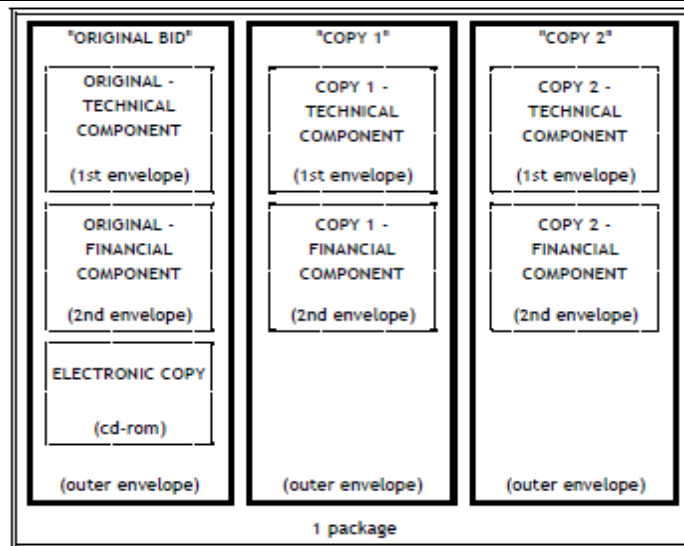 "ORIGINAL BID"
ORIGINAL -
TECHNICAL
COMPONENT
(1st envelope)
ORIGINAL -
FINANCIAL
COMPONENT
(2nd envelope)
ELECTRONIC COPY
(cd-rom)
(outer envelope)
"COPY 1"
COPY 1 -
TECHNICAL
COMPONENT
(1st envelope)
COPY 1 -
FINANCIAL
COMPONENT
(2nd envelope)
(outer envelope)
"COPY 2"
COPY 2 -
TECHNICAL
COMPONENT
(1st envelope)
COPY 2 -
FINANCIAL
COMPONENT
(2nd envelope)
(outer envelope)
1 package